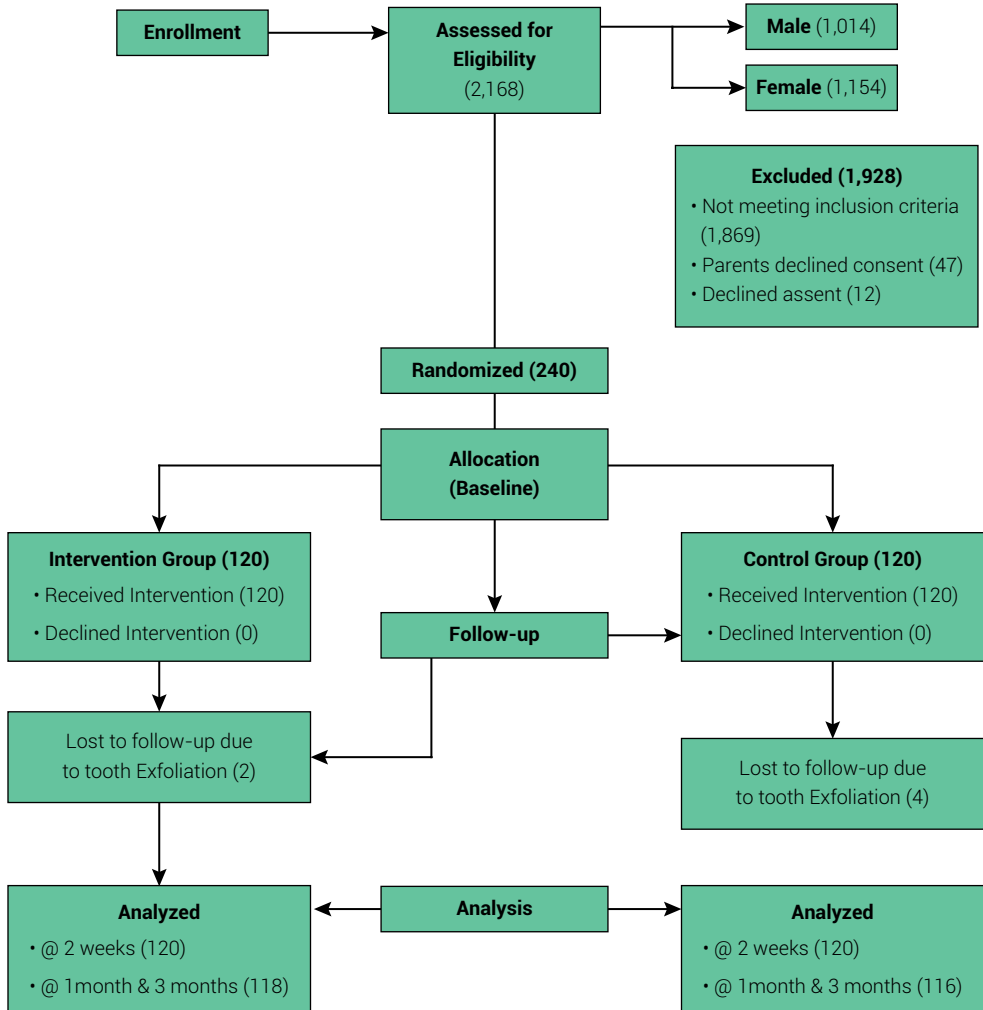 Enrollment
Assessed for
Eligibility
(2,168)
Male (1,014)
Female (1,154)
Excluded (1,928)
• Not meeting inclusion criteria
(1,869)
• Parents declined consent (47)
• Declined assent (12)
Randomized (240)
Allocation
(Baseline)
Intervention Group (120)
• Received Intervention (120)
• Declined Intervention (0)
Follow-up
Control Group (120)
• Received Intervention (120)
• Declined Intervention (0)
Lost to follow-up due
to tooth Exfoliation (2)
Lost to follow-up due
to tooth Exfoliation (4)
Analyzed
• @ 2 weeks (120)
• @ 1month & 3 months (118)
Analysis
Analyzed
• @ 2 weeks (120)
• @ 1month & 3 months (116)